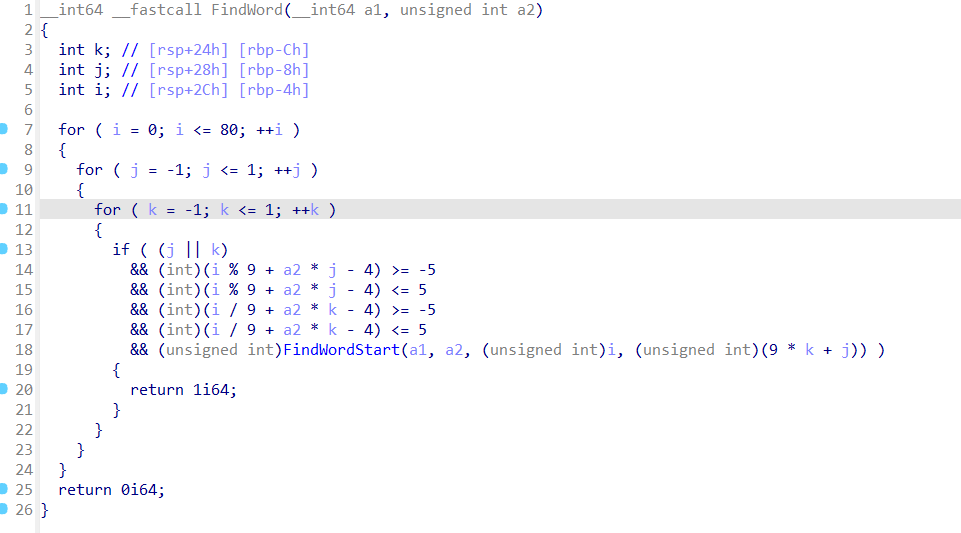 1 __int64 __fastcall FindWord(__int64 a1, unsigned int a2)
2 {
3   int k; // [rsp+24h] [rbp-Ch]
4   int j; // [rsp+28h] [rbp-8h]
5   int i; // [rsp+2Ch] [rbp-4h]
6
7   for ( i = 0; i <= 80; ++i )
8   {
9     for ( j = -1; j <= 1; ++j )
10     {
11       for ( k = -1; k <= 1; ++k )
12       {
13         if ( (j || k)
14           && (int)(i % 9 + a2 * j - 4) >= -5
15           && (int)(i % 9 + a2 * j - 4) <= 5
16           && (int)(i / 9 + a2 * k - 4) >= -5
17           && (int)(i / 9 + a2 * k - 4) <= 5
18           && (unsigned int)FindWordStart(a1, a2, (unsigned int)i, (unsigned int)(9 * k + j)) )
19         {
20           return 1i64;
21         }
22       }
23     }
24   }
25   return 0i64;
26 }